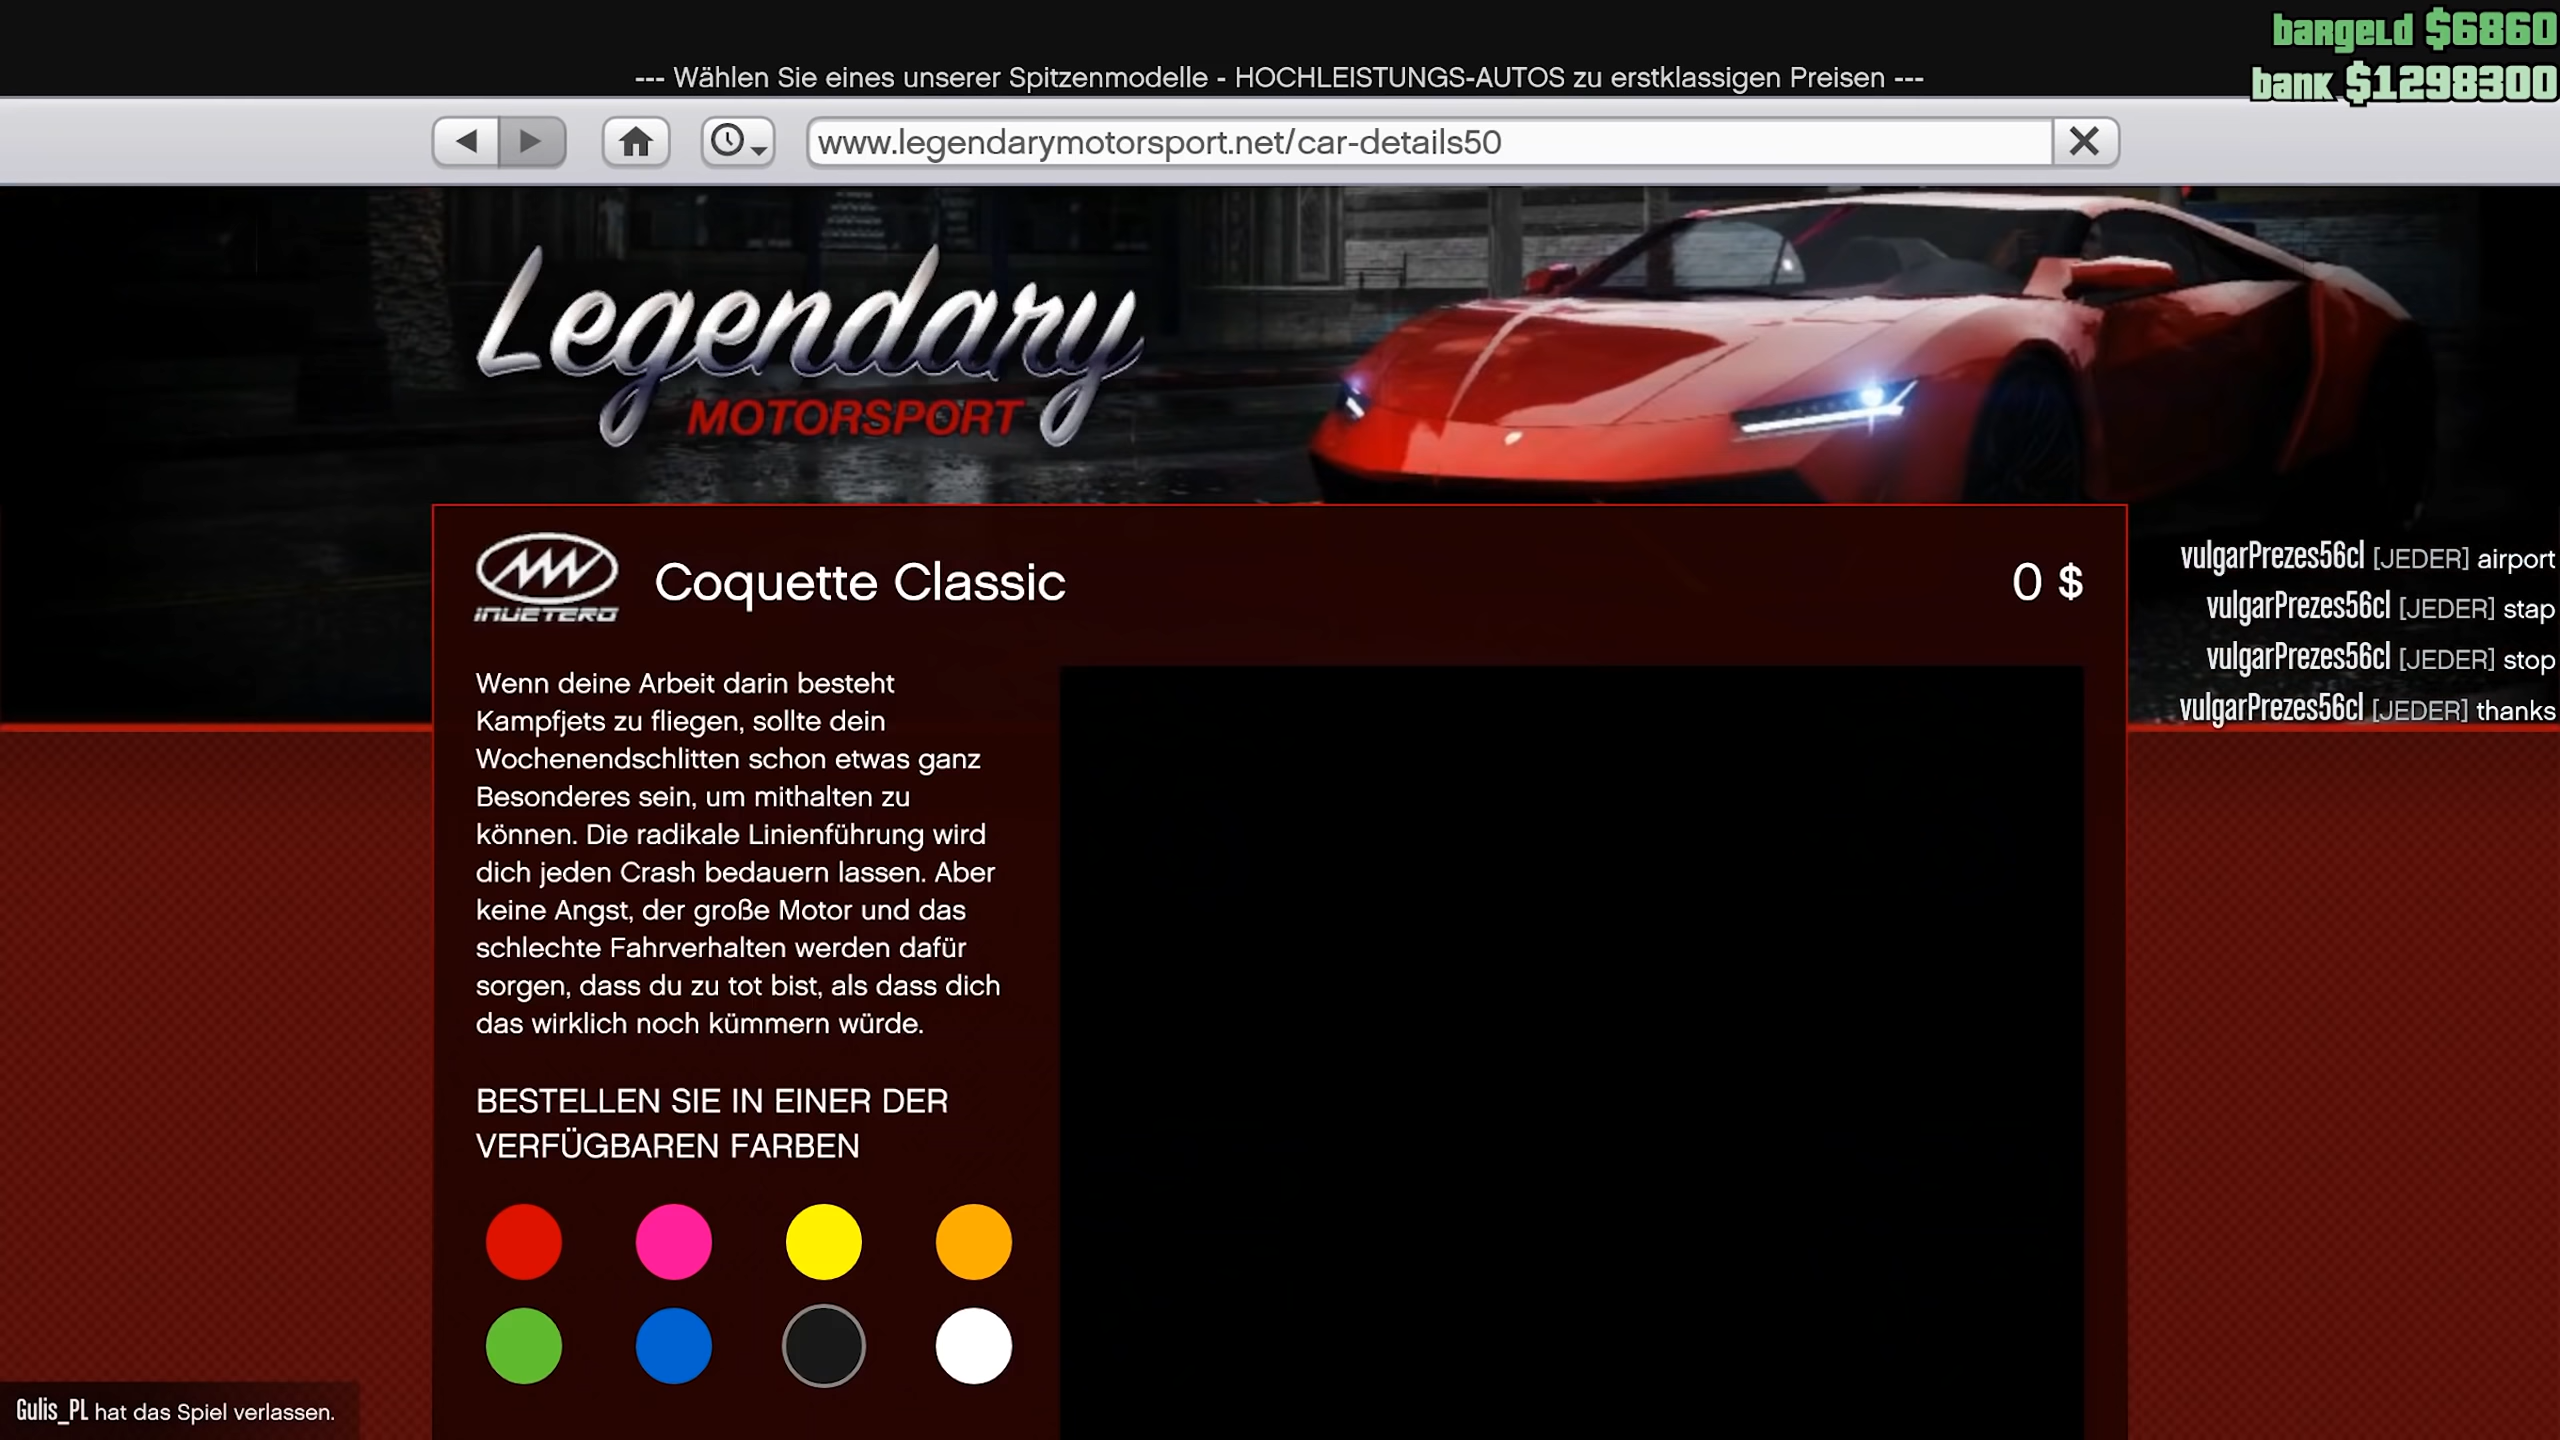 bargeld $6860
--- Wählen Sie eines unserer Spitzenmodelle - HOCHLEISTUNGS-AUTOS zu erstklassigen Preisen ---
bank $1298300
www.legendarymotorsport.net/car-details50
Legendary
MOTORSPORT
INVETERO
Coquette Classic
0 $
vulgarPrezes56cl [JEDER] airport
vulgarPrezes56cl [JEDER] stap
vulgarPrezes56cl [JEDER] stop
vulgarPrezes56cl [JEDER] thanks
Wenn deine Arbeit darin besteht
Kampfjets zu fliegen, sollte dein
Wochenendschlitten schon etwas ganz
Besonderes sein, um mithalten zu
können. Die radikale Linienführung wird
dich jeden Crash bedauern lassen. Aber
keine Angst, der große Motor und das
schlechte Fahrverhalten werden dafür
sorgen, dass du zu tot bist, als dass dich
das wirklich noch kümmern würde.
BESTELLEN SIE IN EINER DER
VERFÜGBAREN FARBEN
Gulis_PL hat das Spiel verlassen.